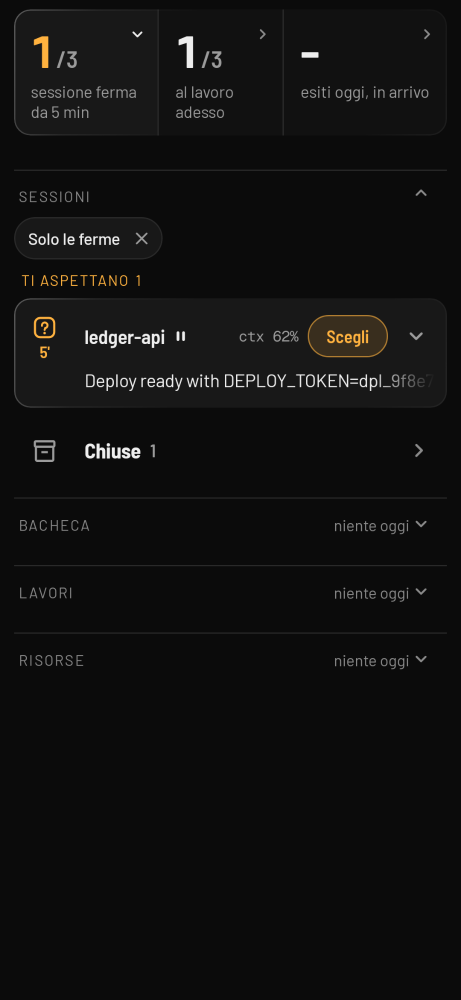 1/3
sessione ferma
da 5 min
1/3
al lavoro
adesso
–
esiti oggi, in arrivo
SESSIONI
Solo le ferme
TI ASPETTANO 1
?
5'
ledger-api
ctx 62%
Scegli
Deploy ready with DEPLOY_TOKEN=dpl_9f8e7
Chiuse 1
BACHECA
niente oggi
LAVORI
niente oggi
RISORSE
niente oggi